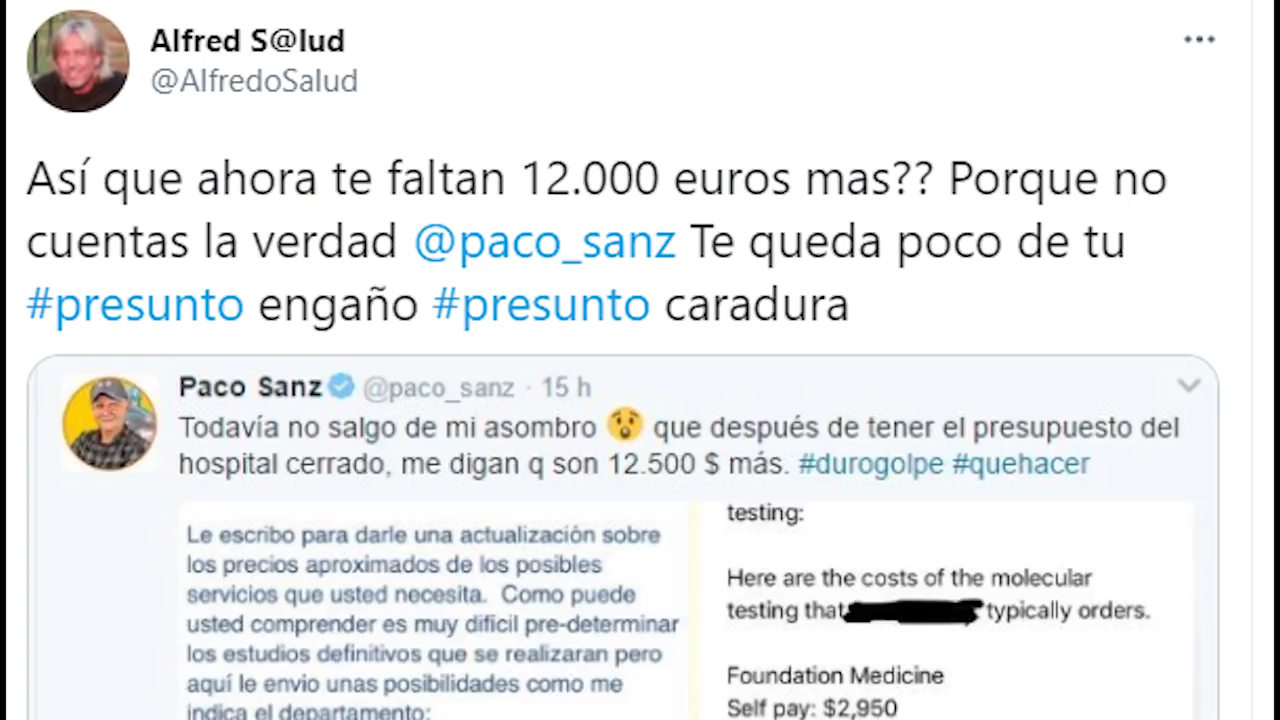 Alfred S@lud
@AlfredoSalud
Así que ahora te faltan 12.000 euros mas?? Porque no
cuentas la verdad @paco_sanz Te queda poco de tu
#presunto engaño #presunto caradura
Paco Sanz @paco_sanz · 15 h
Todavía no salgo de mi asombro 😯 que después de tener el presupuesto del
hospital cerrado, me digan q son 12.500 $ más. #durogolpe #quehacer
Le escribo para darle una actualización sobre
los precios aproximados de los posibles
servicios que usted necesita. Como puede
usted comprender es muy dificil pre-determinar
los estudios definitivos que se realizaran pero
aquí le envio unas posibilidades como me
indica el departamento:
testing:
Here are the costs of the molecular
testing that typically orders.
Foundation Medicine
Self pay: $2,950